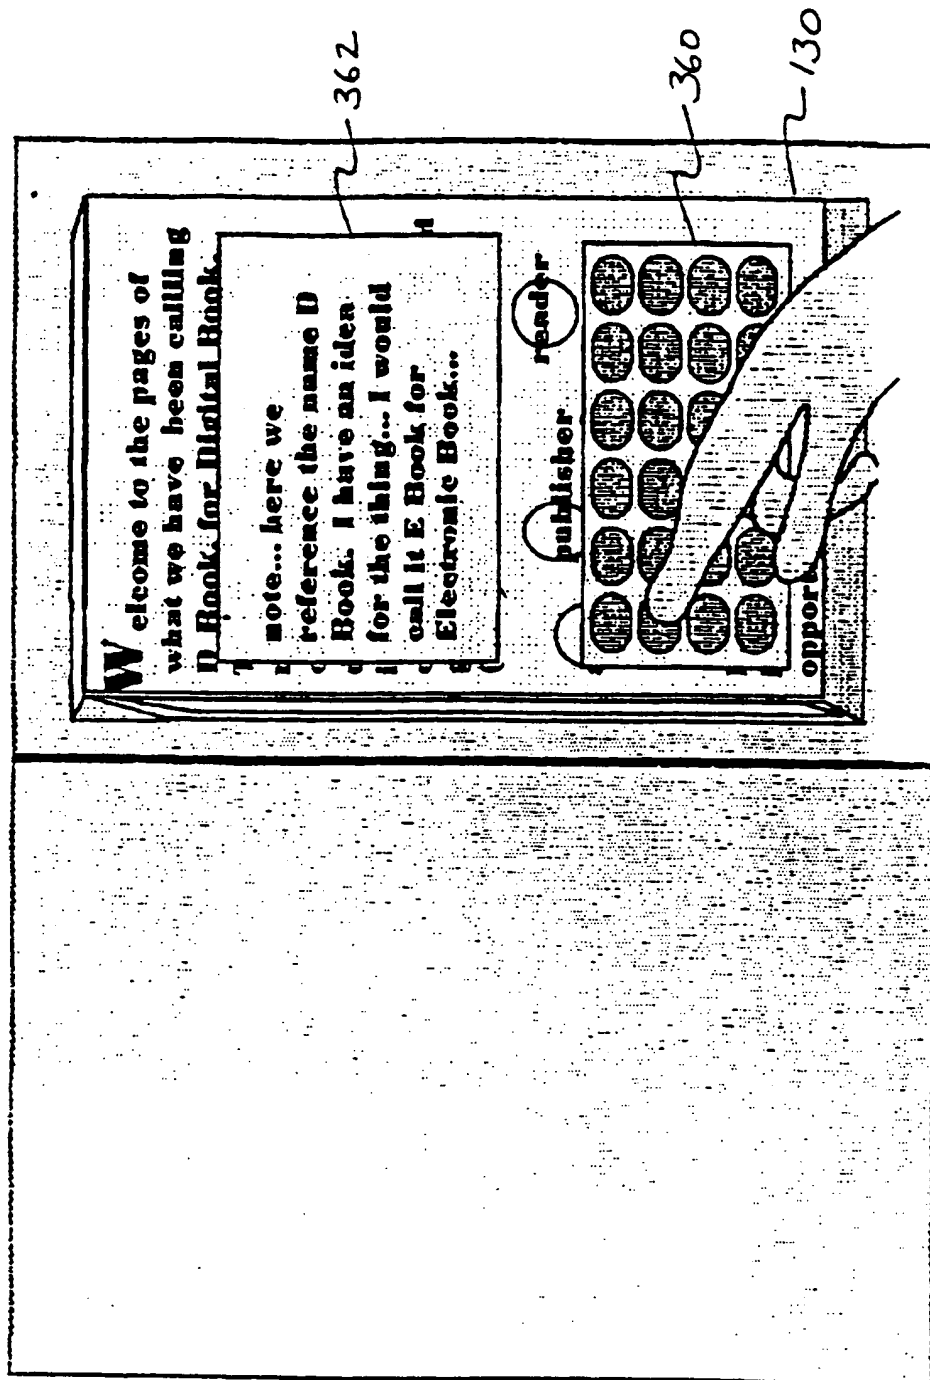 Welcome to the pages of
what we have been calling
D Book, for Digital Book.
note... here we
reference the name D
Book. I have an idea
for the thing... I would
call it E Book for
Electronic Book...
publisher
reader
opport
362
360
130